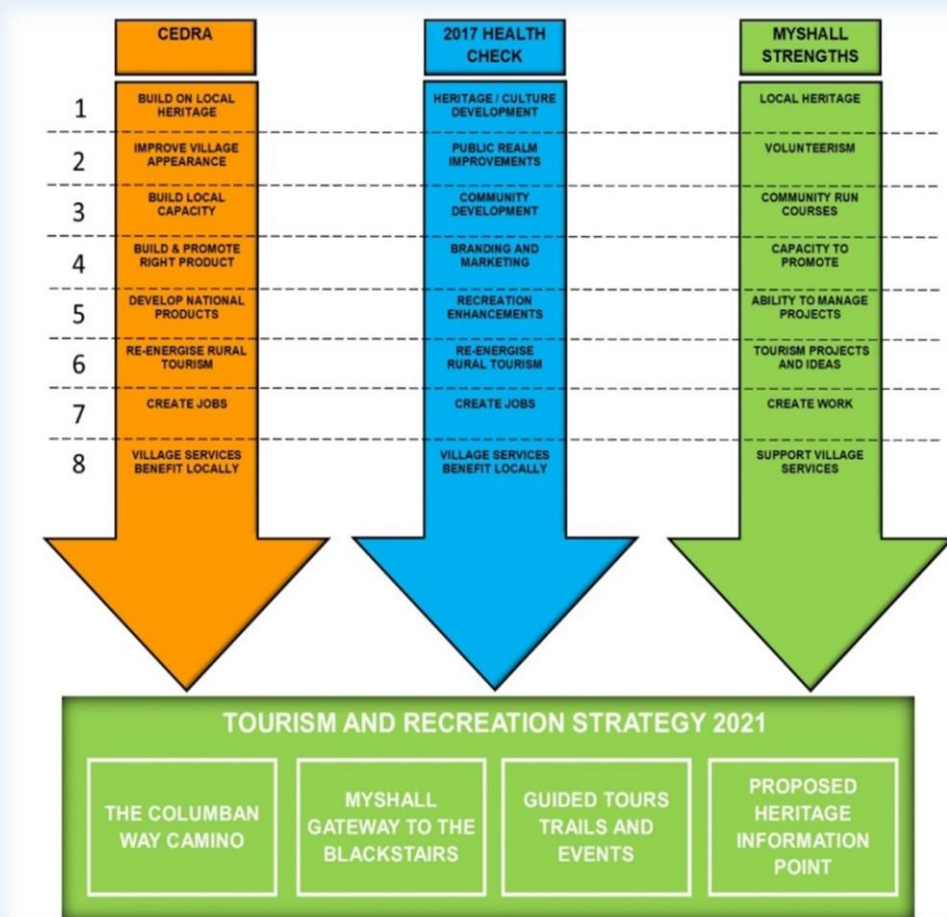 CEDRA
2017 HEALTH
CHECK
MYSHALL
STRENGTHS
1
BUILD ON LOCAL
HERITAGE
HERITAGE / CULTURE
DEVELOPMENT
LOCAL HERITAGE
2
IMPROVE VILLAGE
APPEARANCE
PUBLIC REALM
IMPROVEMENTS
VOLUNTEERISM
3
BUILD LOCAL
CAPACITY
COMMUNITY
DEVELOPMENT
COMMUNITY RUN
COURSES
4
BUILD & PROMOTE
RIGHT PRODUCT
BRANDING AND
MARKETING
CAPACITY TO
PROMOTE
5
DEVELOP NATIONAL
PRODUCTS
RECREATION
ENHANCEMENTS
ABILITY TO MANAGE
PROJECTS
6
RE-ENERGISE RURAL
TOURISM
RE-ENERGISE
RURAL TOURISM
TOURISM PROJECTS
AND IDEAS
7
CREATE JOBS
CREATE JOBS
CREATE WORK
8
VILLAGE SERVICES
BENEFIT LOCALLY
VILLAGE SERVICES
BENEFIT LOCALLY
SUPPORT VILLAGE
SERVICES
TOURISM AND RECREATION STRATEGY 2021
THE COLUMBAN
WAY CAMINO
MYSHALL
GATEWAY TO THE
BLACKSTAIRS
GUIDED TOURS
TRAILS AND
EVENTS
PROPOSED
HERITAGE
INFORMATION
POINT